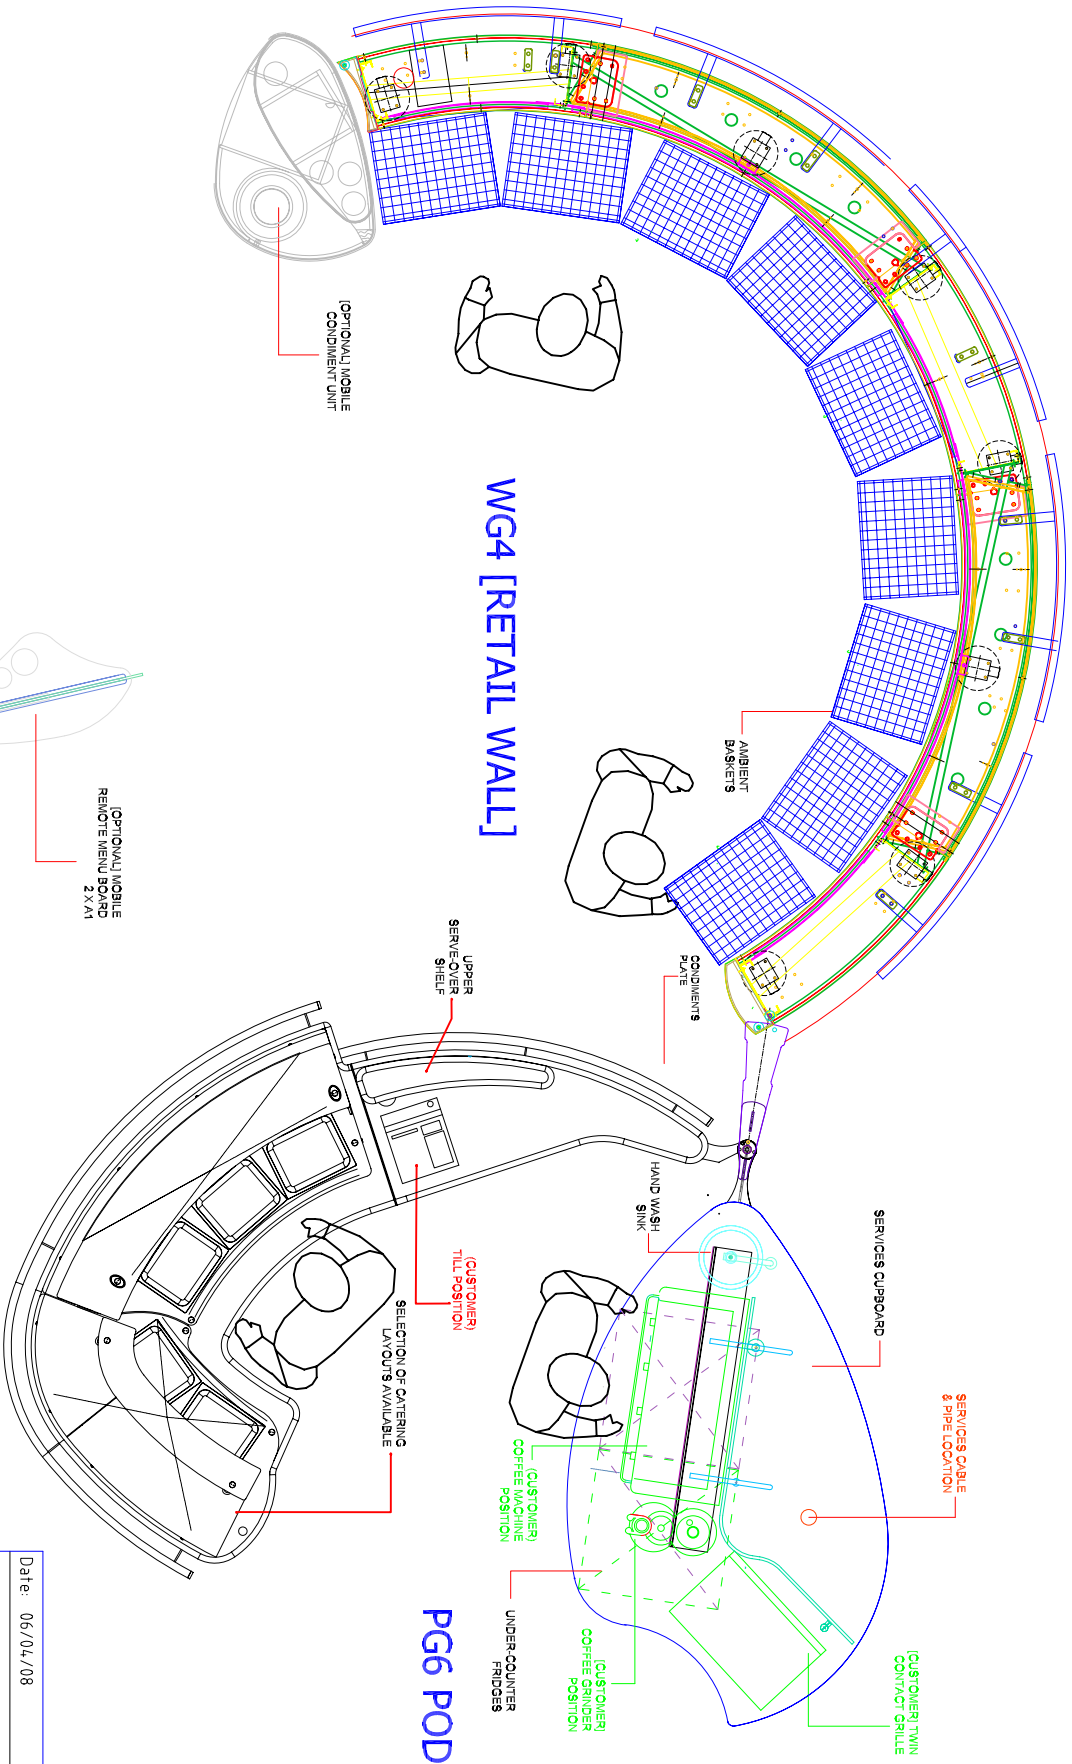 [OPTIONAL] MOBILE
CONDIMENT UNIT
WG4 [RETAIL WALL]
AMBIENT
BASKETS
[OPTIONAL] MOBILE
REMOTE MENU BOARD
2 X A1
UPPER
SERVE-OVER
SHELF
CONDIMENTS
PLATE
HAND WASH
SINK
SERVICES CUPBOARD
(CUSTOMER)
TILL POSITION
SELECTION OF CATERING
LAYOUTS AVAILABLE
SERVICES CABLE
& PIPE LOCATION
(CUSTOMER)
COFFEE MACHINE
POSITION
UNDER-COUNTER
FRIDGES
[CUSTOMER]
COFFEE GRINDER
POSITION
[CUSTOMER] TWIN
CONTACT GRILLE
PG6 POD
Date: 06/04/08